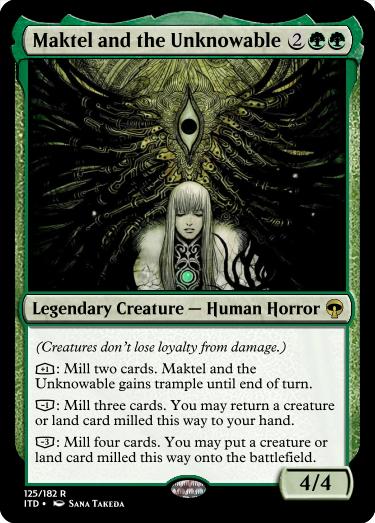 Maktel and the Unknowable 2
Legendary Creature — Human Horror
(Creatures don't lose loyalty from damage.)
+1: Mill two cards. Maktel and the
Unknowable gains trample until end of turn.
-1: Mill three cards. You may return a creature
or land card milled this way to your hand.
-3: Mill four cards. You may put a creature or
land card milled this way onto the battlefield.
4/4
125/182 R
ITD • Sana Takeda